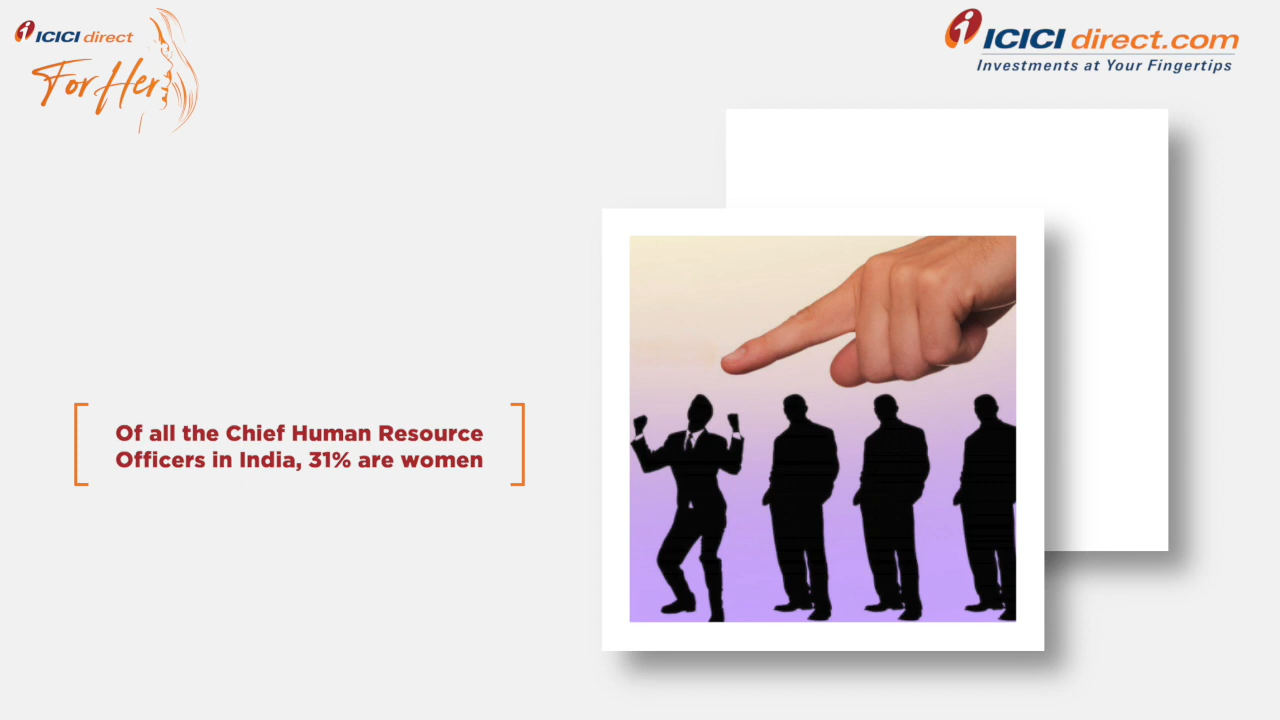 ICICI direct
For Her
ICICI direct.com
Investments at Your Fingertips
Of all the Chief Human Resource
Officers in India, 31% are women